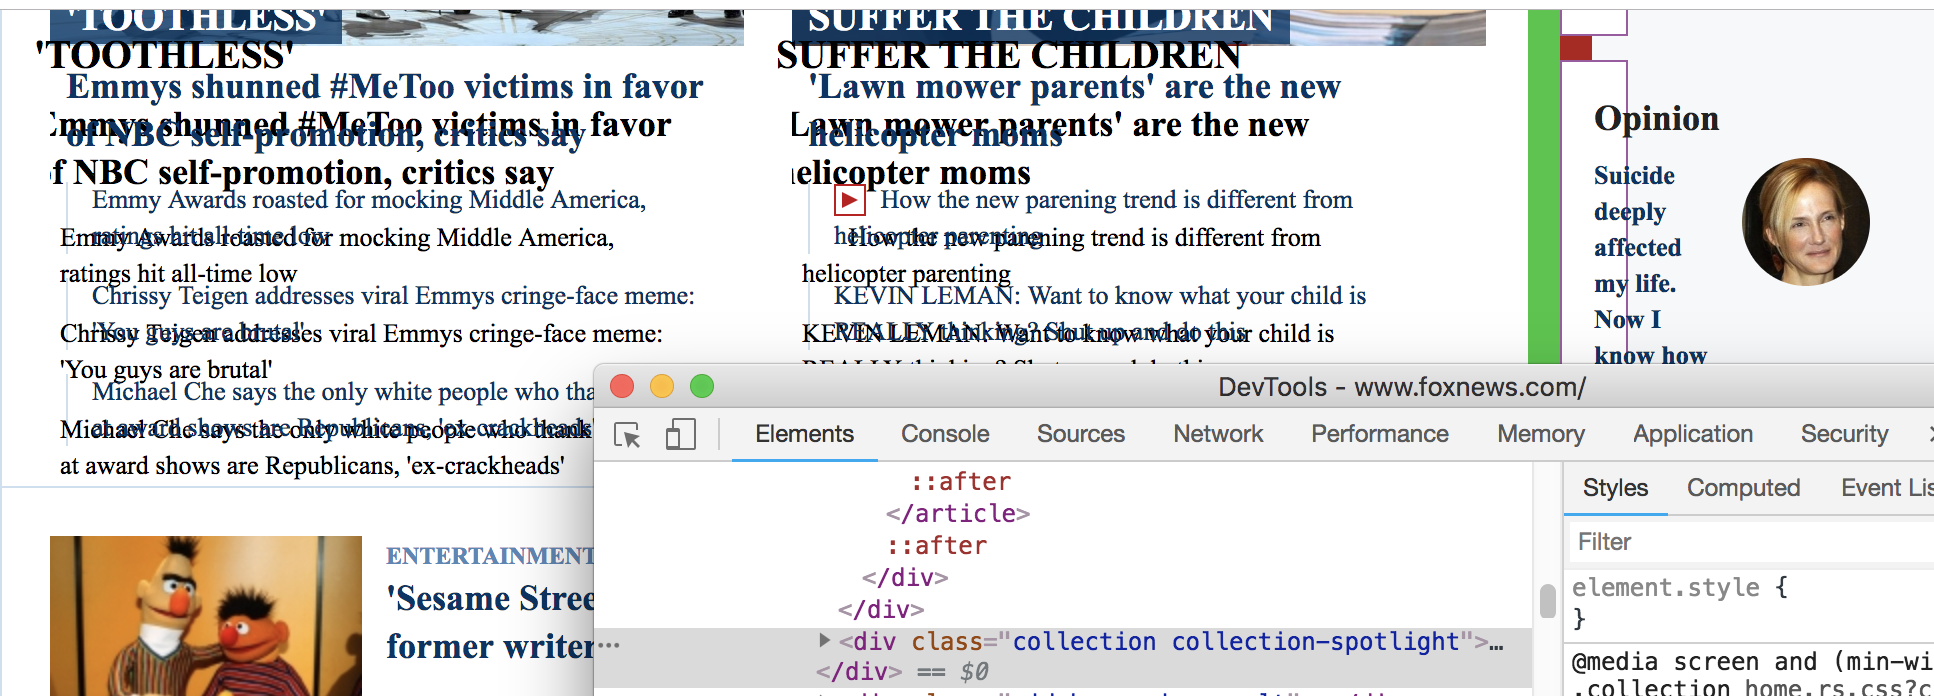 'TOOTHLESS'
'TOOTHLESS'
Emmys shunned #MeToo victims in favor
of NBC self-promotion, critics say
Emmys shunned #MeToo victims in favor
of NBC self-promotion, critics say
Emmy Awards roasted for mocking Middle America,
ratings hit all-time low
Emmy Awards roasted for mocking Middle America,
ratings hit all-time low
Chrissy Teigen addresses viral Emmys cringe-face meme:
'You guys are brutal'
Chrissy Teigen addresses viral Emmys cringe-face meme:
'You guys are brutal'
Michael Che says the only white people who tha
at award shows are Republicans, 'ex-crackheads'
Michael Che says the only white people who thank
at award shows are Republicans, 'ex-crackheads'
SUFFER THE CHILDREN
SUFFER THE CHILDREN
'Lawn mower parents' are the new
helicopter moms
Lawn mower parents' are the new
helicopter moms
How the new parening trend is different from
helicopter parenting
How the new parening trend is different from
helicopter parenting
KEVIN LEMAN: Want to know what your child is
REALLY thinking? Shut up and do this
KEVIN LEMAN: Want to know what your child is
REALLY thinking? Shut up and do this
Opinion
Suicide
deeply
affected
my life.
Now I
know how
ENTERTAINMENT
'Sesame Stree
former writer
DevTools - www.foxnews.com/
Elements Console Sources Network Performance Memory Application Security
::after
</article>
::after
</div>
</div>
… <div class="collection collection-spotlight">…
</div> == $0
Styles Computed Event Lis
Filter
element.style {
}
@media screen and (min-wi
.collection home.rs.css?c